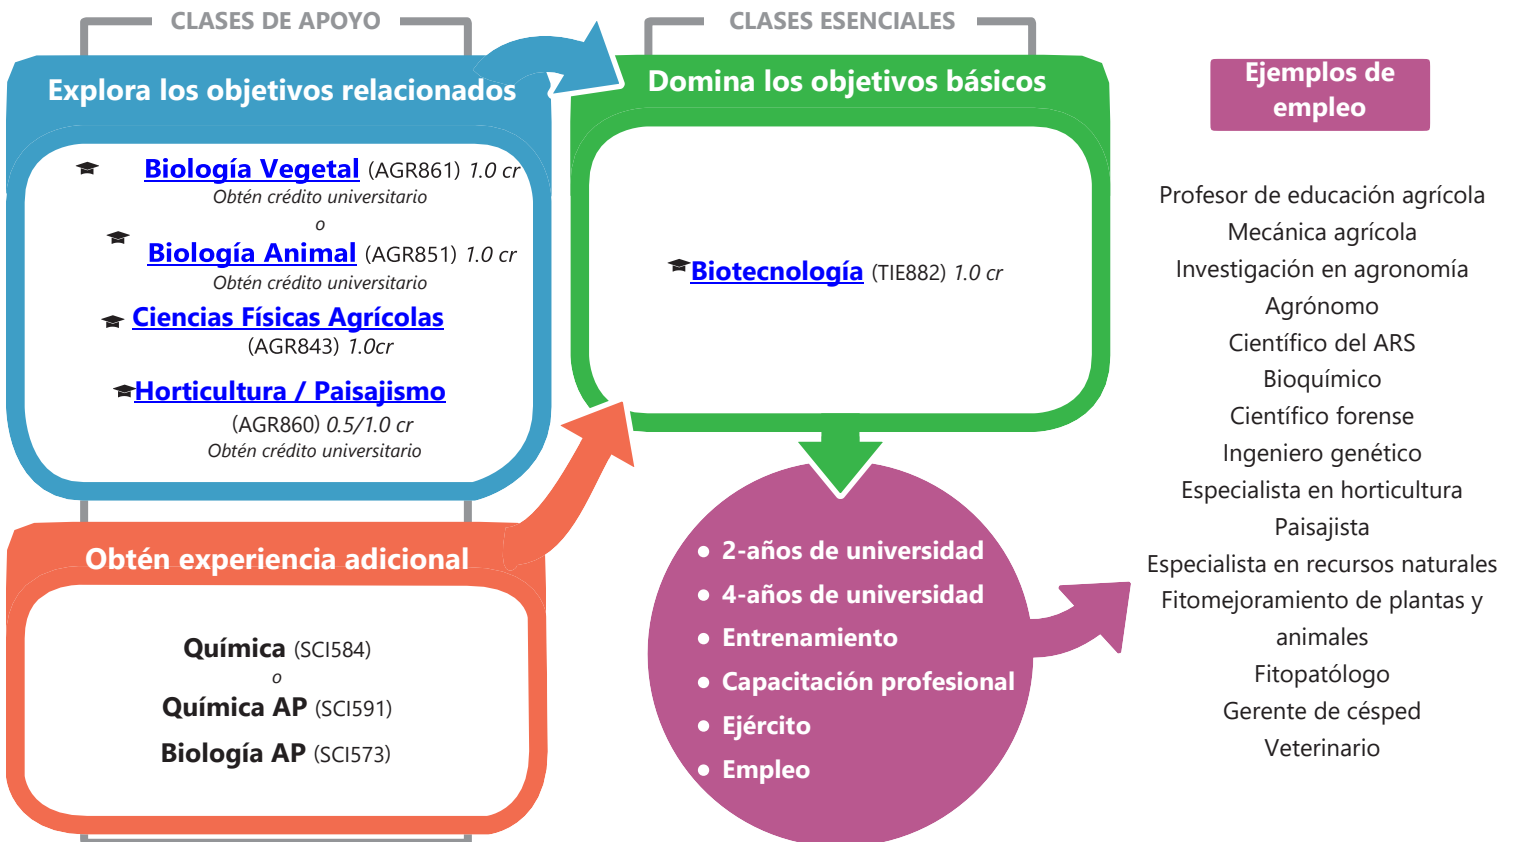 CLASES DE APOYO
Explora los objetivos relacionados
Biología Vegetal (AGR861) 1.0 cr
Obtén crédito universitario
o
Biología Animal (AGR851) 1.0 cr
Obtén crédito universitario
Ciencias Físicas Agrícolas
(AGR843) 1.0cr
Horticultura / Paisajismo
(AGR860) 0.5/1.0 cr
Obtén crédito universitario
Obtén experiencia adicional
Química (SCI584)
o
Química AP (SCI591)
Biología AP (SCI573)
CLASES ESENCIALES
Domina los objetivos básicos
Biotecnología (TIE882) 1.0 cr
• 2-años de universidad
• 4-años de universidad
• Entrenamiento
• Capacitación profesional
• Ejército
• Empleo
Ejemplos de
empleo
Profesor de educación agrícola
Mecánica agrícola
Investigación en agronomía
Agrónomo
Científico del ARS
Bioquímico
Científico forense
Ingeniero genético
Especialista en horticultura
Paisajista
Especialista en recursos naturales
Fitomejoramiento de plantas y
animales
Fitopatólogo
Gerente de césped
Veterinario